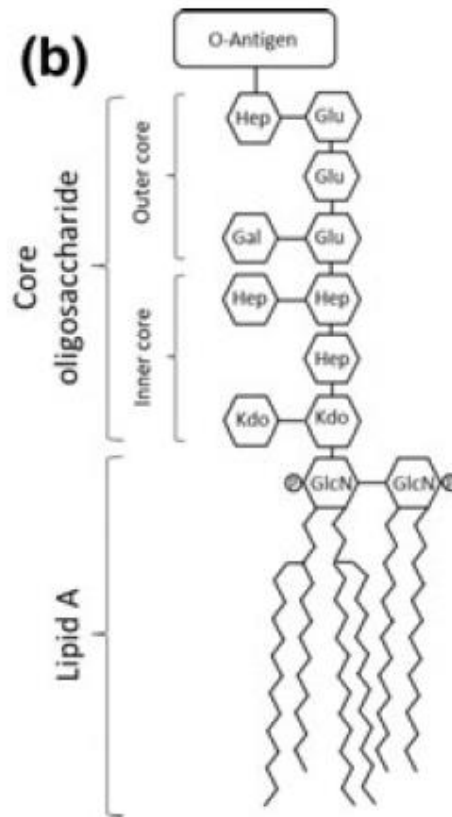 (b)
O-Antigen
Core
oligosaccharide
Outer core
Hep Glu
Glu
Gal Glu
Inner core
Hep Hep
Hep
Kdo Kdo
Lipid A
P GlcN GlcN